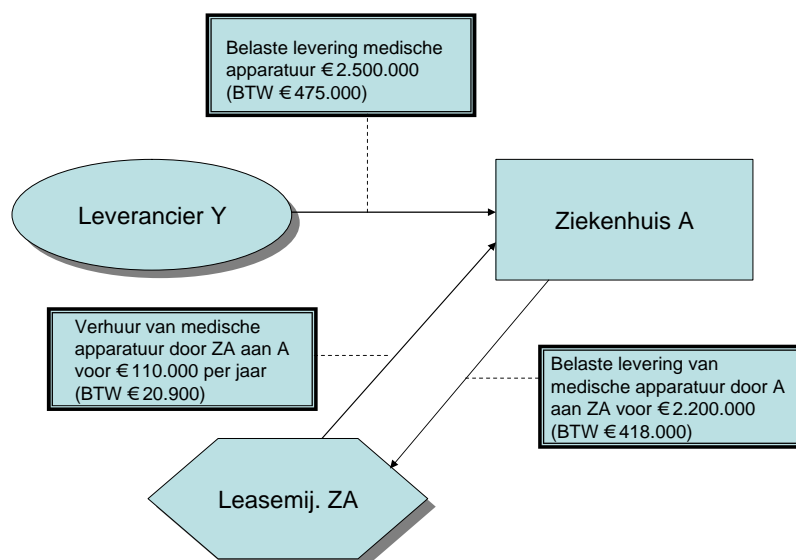 Belaste levering medische
apparatuur € 2.500.000
(BTW € 475.000)
Leverancier Y
Ziekenhuis A
Verhuur van medische
apparatuur door ZA aan A
voor € 110.000 per jaar
(BTW € 20.900)
Belaste levering van
medische apparatuur door A
aan ZA voor € 2.200.000
(BTW € 418.000)
Leasemij. ZA